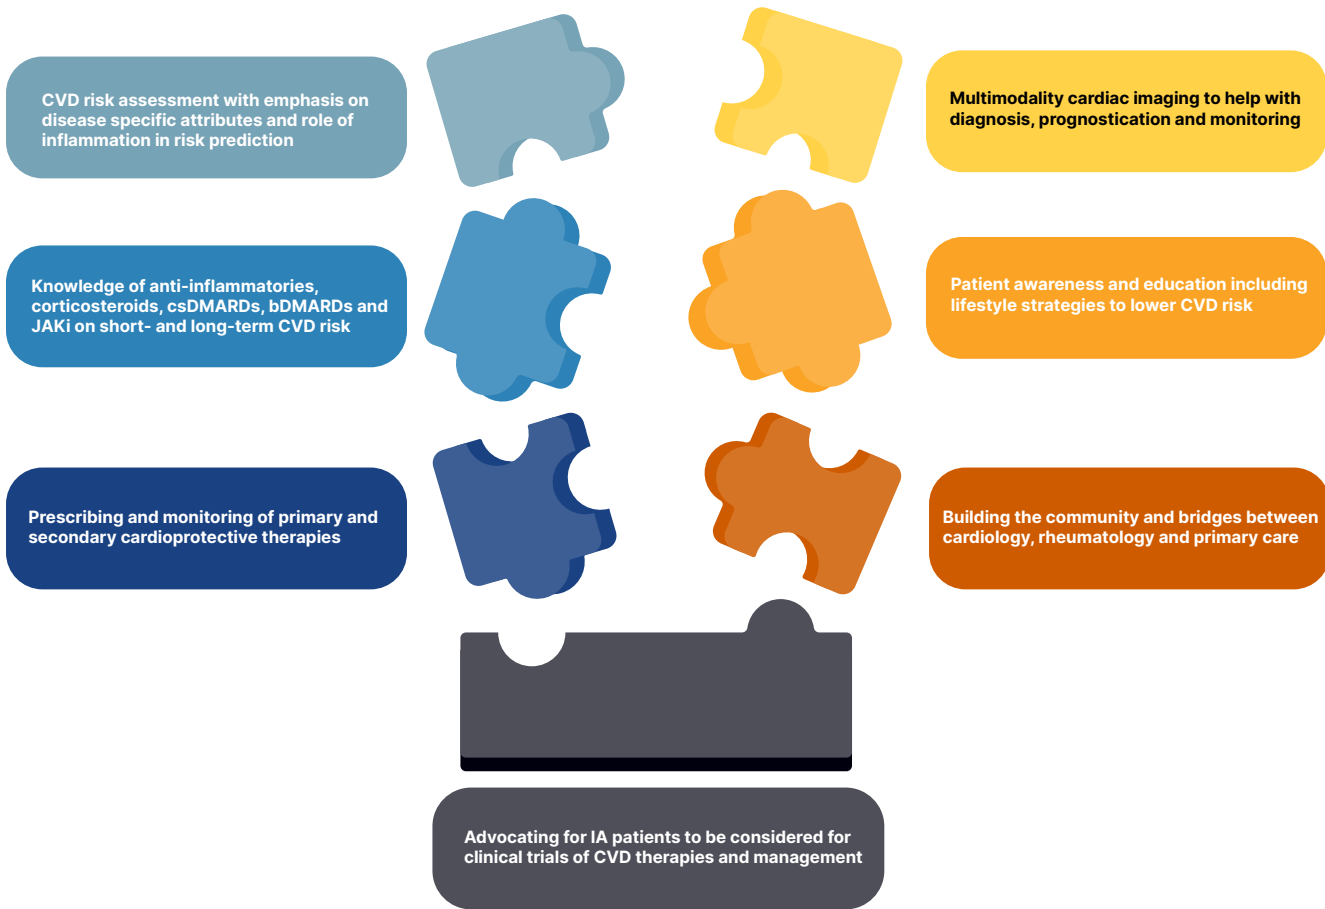 CVD risk assessment with emphasis on
disease specific attributes and role of
inflammation in risk prediction
Multimodality cardiac imaging to help with
diagnosis, prognostication and monitoring
Knowledge of anti-inflammatories,
corticosteroids, csDMARDs, bDMARDs and
JAKi on short- and long-term CVD risk
Patient awareness and education including
lifestyle strategies to lower CVD risk
Prescribing and monitoring of primary and
secondary cardioprotective therapies
Building the community and bridges between
cardiology, rheumatology and primary care
Advocating for IA patients to be considered for
clinical trials of CVD therapies and management